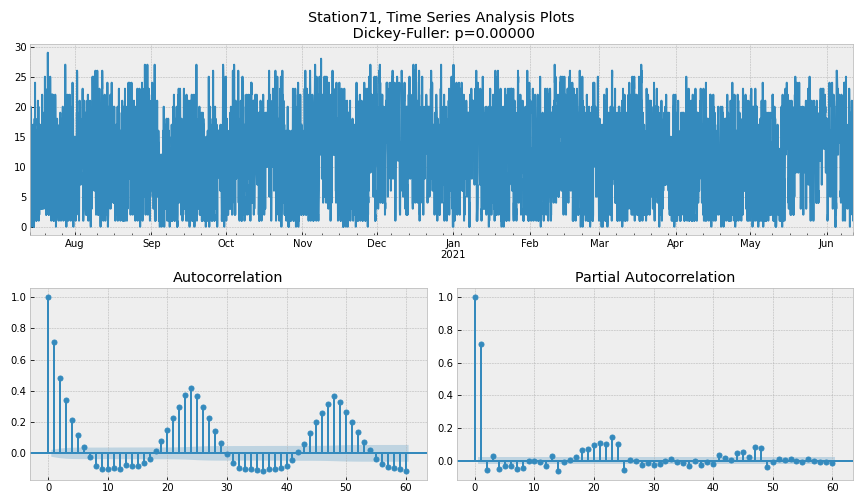 Station71, Time Series Analysis Plots
Dickey-Fuller: p=0.00000
30
25
20
15
10
5
0
Aug Sep Oct Nov Dec Jan Feb Mar Apr May Jun
2021
Autocorrelation Partial Autocorrelation
1.0 1.0
0.8 0.8
0.6 0.6
0.4 0.4
0.2 0.2
0.0 0.0
0 10 20 30 40 50 60 0 10 20 30 40 50 60